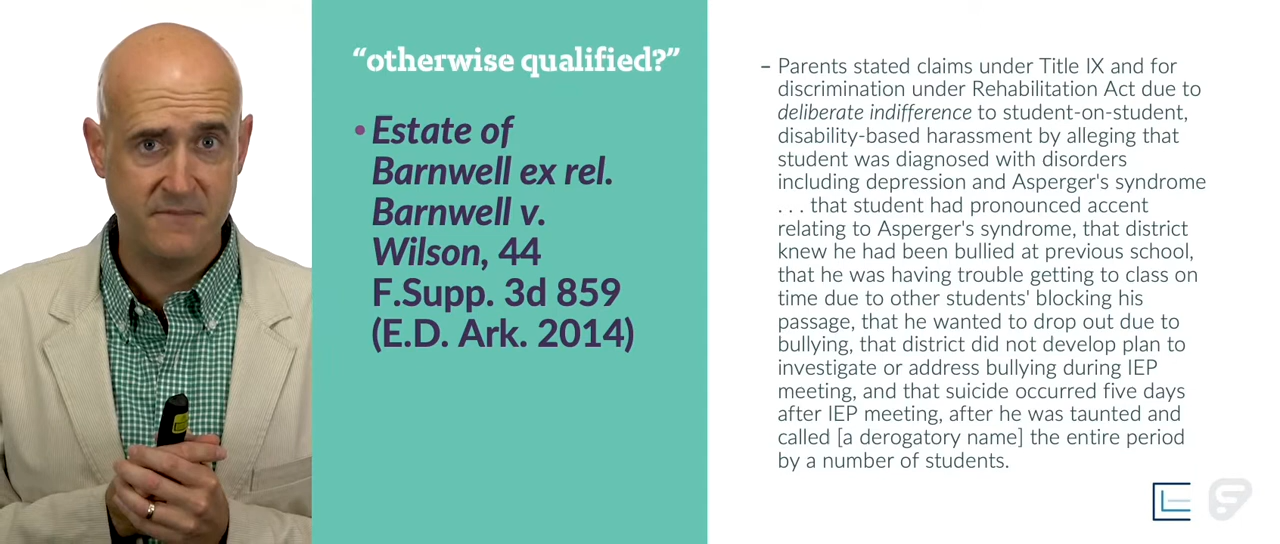 “otherwise qualified?”
• Estate of
Barnwell ex rel.
Barnwell v.
Wilson, 44
F.Supp. 3d 859
(E.D. Ark. 2014)
– Parents stated claims under Title IX and for
discrimination under Rehabilitation Act due to
deliberate indifference to student-on-student,
disability-based harassment by alleging that
student was diagnosed with disorders
including depression and Asperger's syndrome
. . . that student had pronounced accent
relating to Asperger's syndrome, that district
knew he had been bullied at previous school,
that he was having trouble getting to class on
time due to other students' blocking his
passage, that he wanted to drop out due to
bullying, that district did not develop plan to
investigate or address bullying during IEP
meeting, and that suicide occurred five days
after IEP meeting, after he was taunted and
called [a derogatory name] the entire period
by a number of students.